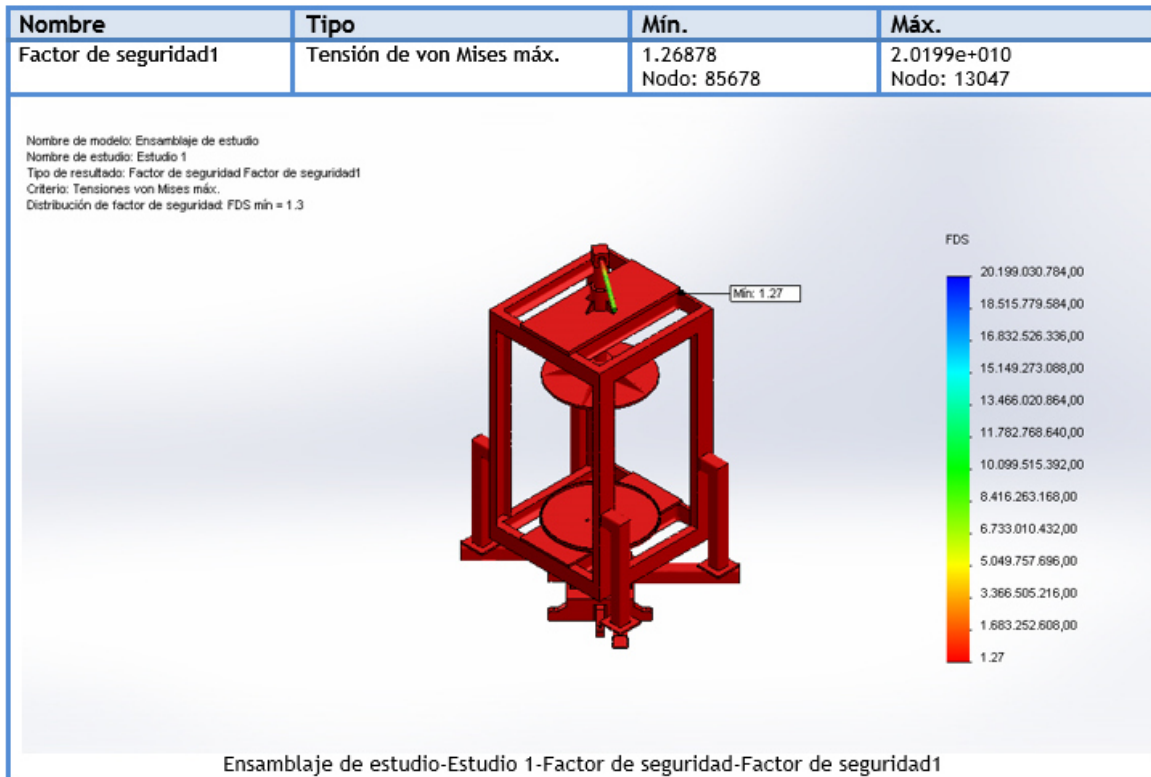 Nombre Tipo Mín. Máx.
Factor de seguridad1 Tensión de von Mises máx. 1.26878 2.0199e+010
Nodo: 85678 Nodo: 13047
Nombre de modelo: Ensamblaje de estudio
Nombre de estudio: Estudio 1
Tipo de resultado: Factor de seguridad Factor de seguridad1
Criterio: Tensiones von Mises máx.
Distribución de factor de seguridad: FDS mín = 1.3
FDS
Mín: 1.27
20.199.030.784,00
18.515.779.584,00
16.832.526.336,00
15.149.273.088,00
13.466.020.864,00
11.782.768.640,00
10.099.515.392,00
8.416.263.168,00
6.733.010.432,00
5.049.757.696,00
3.366.505.216,00
1.683.252.608,00
1.27
Ensamblaje de estudio-Estudio 1-Factor de seguridad-Factor de seguridad1